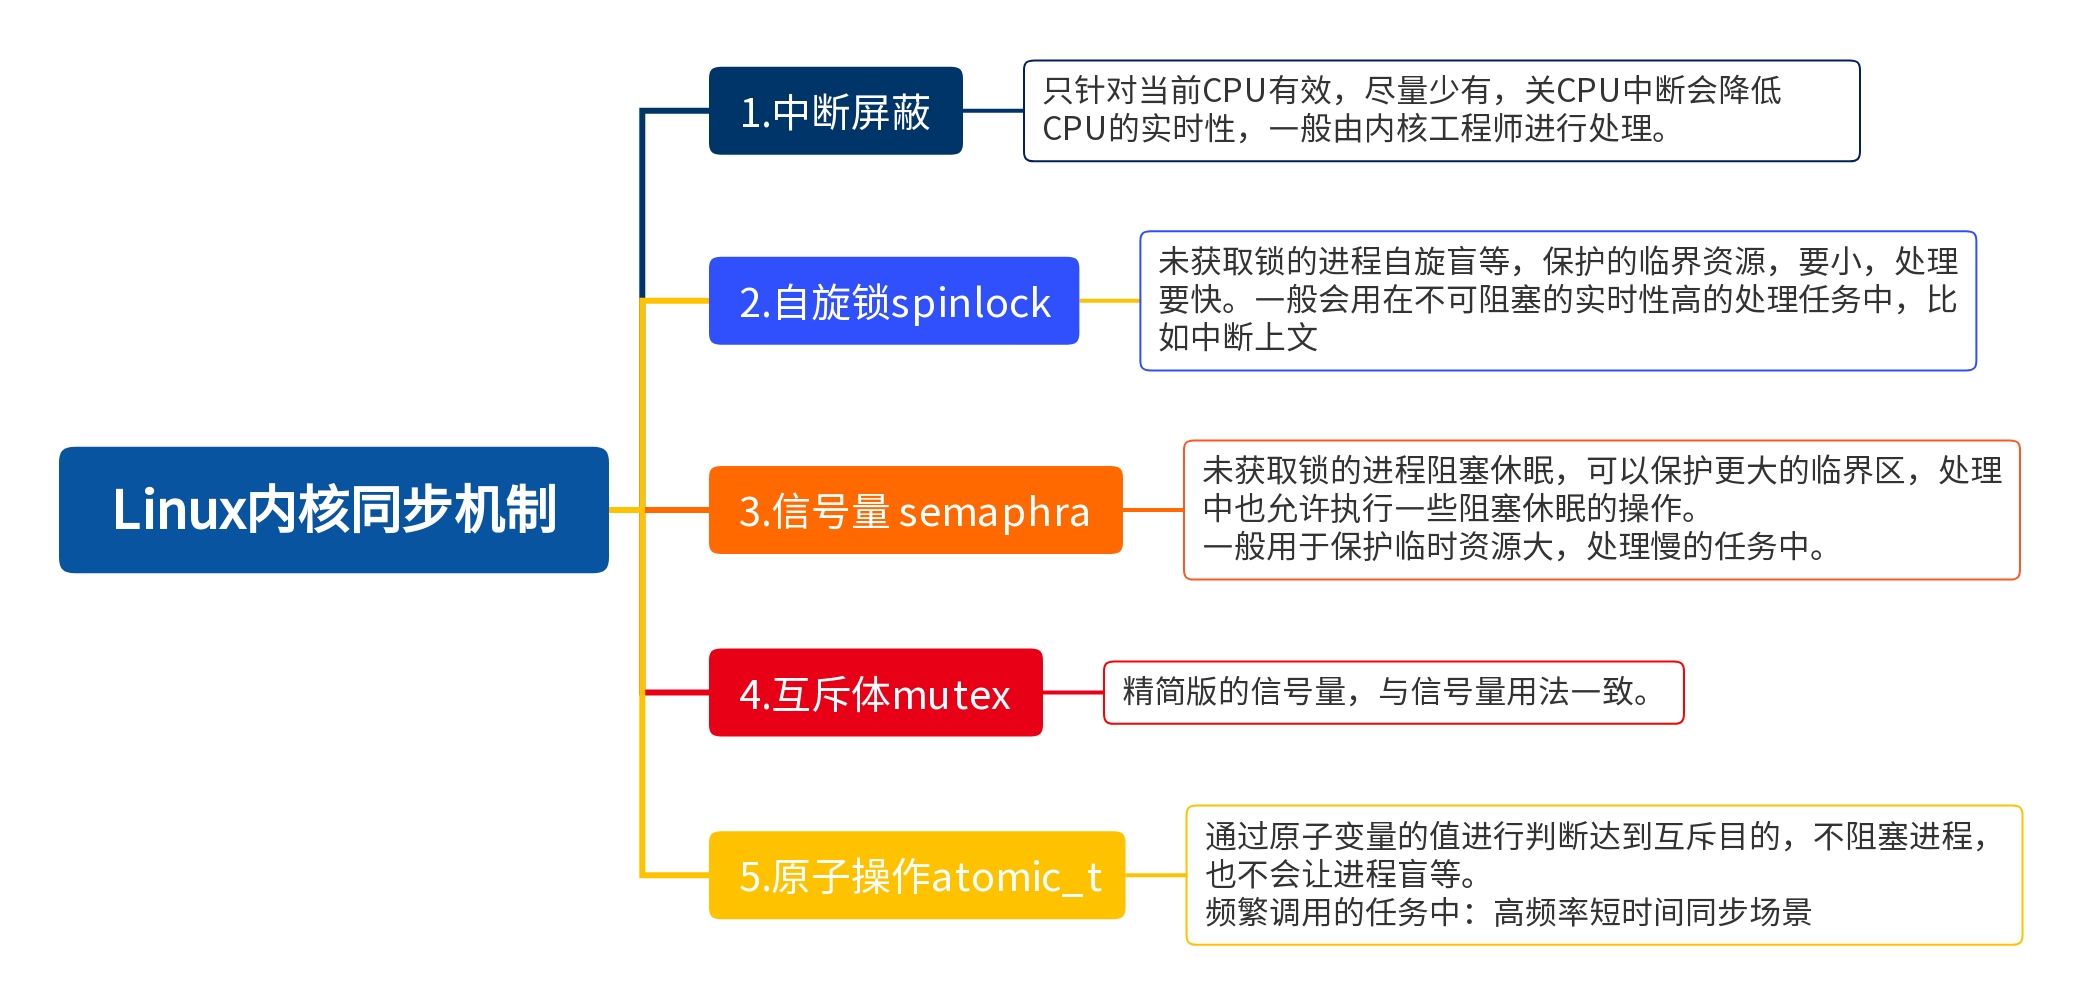 Linux内核同步机制
1.中断屏蔽
只针对当前CPU有效，尽量少有，关CPU中断会降低
CPU的实时性，一般由内核工程师进行处理。
2.自旋锁spinlock
未获取锁的进程自旋盲等，保护的临界资源，要小，处理
要快。一般会用在不可阻塞的实时性高的处理任务中，比
如中断上文
3.信号量 semaphra
未获取锁的进程阻塞休眠，可以保护更大的临界区，处理
中也允许执行一些阻塞休眠的操作。
一般用于保护临时资源大，处理慢的任务中。
4.互斥体mutex
精简版的信号量，与信号量用法一致。
5.原子操作atomic_t
通过原子变量的值进行判断达到互斥目的，不阻塞进程，
也不会让进程盲等。
频繁调用的任务中：高频率短时间同步场景